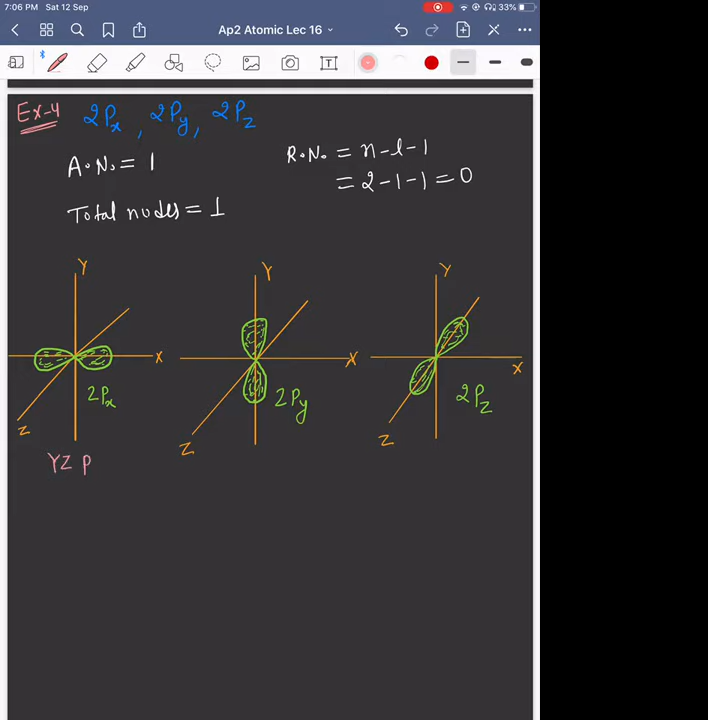 7:06 PM Sat 12 Sep 33%
Ap2 Atomic Lec 16
T
Ex-4 2Px, 2Py, 2Pz
A.N. = 1
R.N. = n-l-1
= 2-1-1 = 0
Total nodes = 1
Y
X
Z
2Px
YZ P
Y
X
Z
2Py
Y
X
Z
2Pz